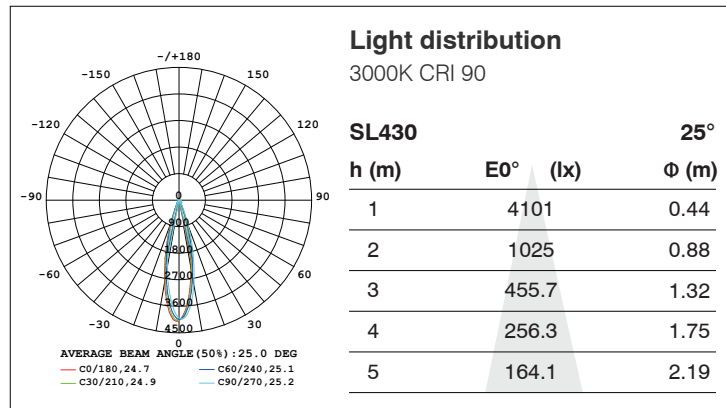 -/+180
-150
150
-120
120
-90
0
90
900
1800
-60
2700
60
3600
-30
30
4500
0
AVERAGE BEAM ANGLE(50%):25.0 DEG
C0/180,24.7
C60/240,25.1
C30/210,24.9
C90/270,25.2
Light distribution
3000K CRI 90
SL430 25°
h (m) E0° (lx) Φ (m)
1 4101 0.44
2 1025 0.88
3 455.7 1.32
4 256.3 1.75
5 164.1 2.19